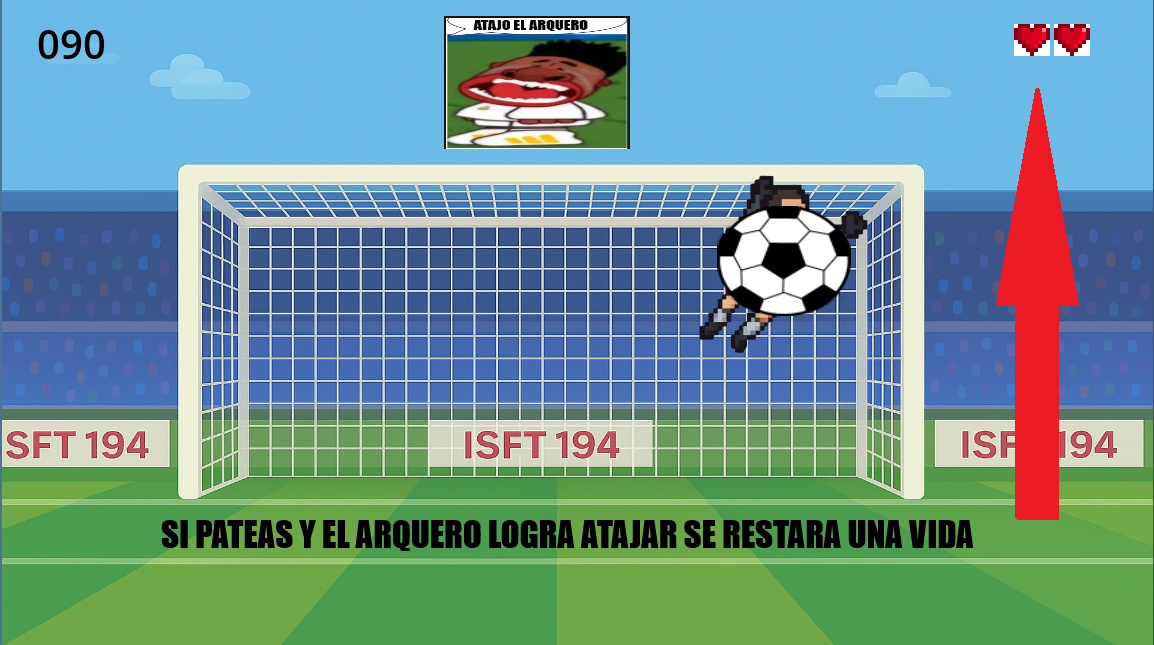 090
ATAJO EL ARQUERO
SFT 194
ISFT 194
ISF 194
SI PATEAS Y EL ARQUERO LOGRA ATAJAR SE RESTARA UNA VIDA